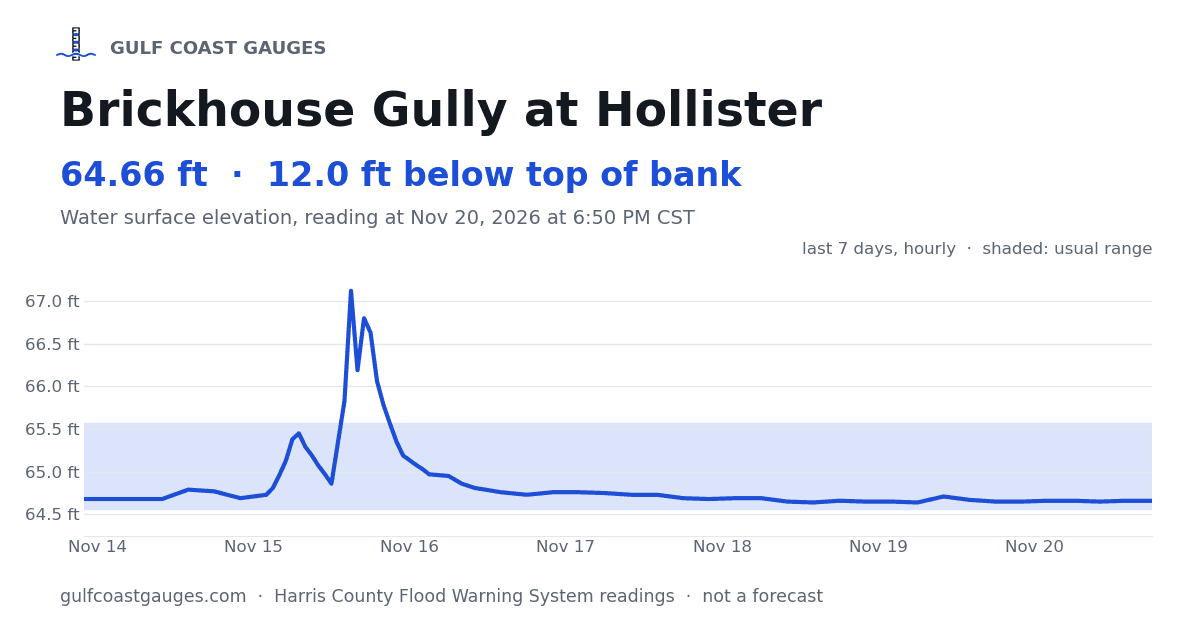 GULF COAST GAUGES
Brickhouse Gully at Hollister
64.66 ft · 12.0 ft below top of bank
Water surface elevation, reading at Nov 20, 2026 at 6:50 PM CST
last 7 days, hourly · shaded: usual range
67.0 ft
66.5 ft
66.0 ft
65.5 ft
65.0 ft
64.5 ft
Nov 14 Nov 15 Nov 16 Nov 17 Nov 18 Nov 19 Nov 20
gulfcoastgauges.com · Harris County Flood Warning System readings · not a forecast